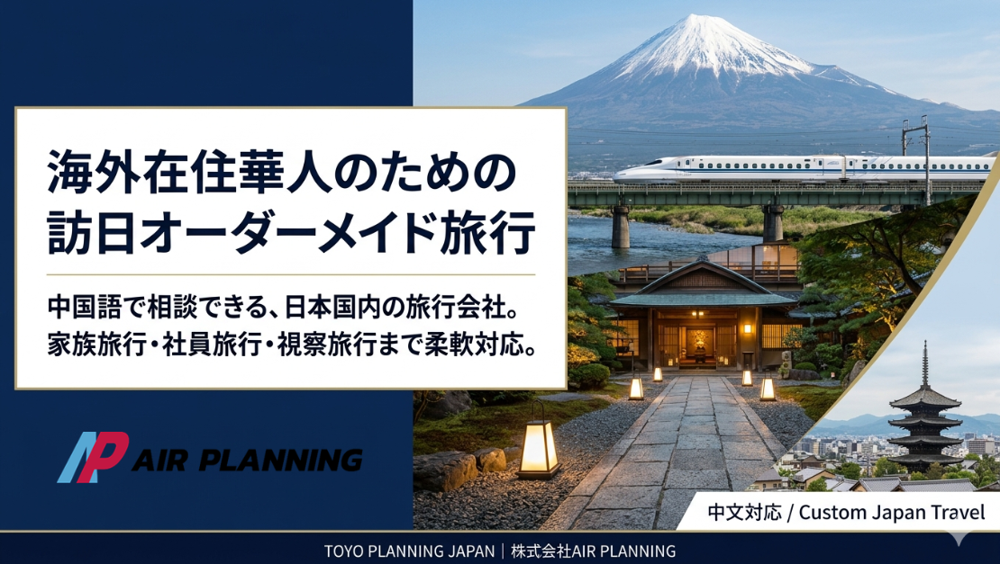 海外在住華人のための
訪日オーダーメイド旅行
中国語で相談できる、日本国内の旅行会社。
家族旅行・社員旅行・視察旅行まで柔軟対応。
AP AIR PLANNING
中文対応 / Custom Japan Travel
TOYO PLANNING JAPAN｜株式会社AIR PLANNING